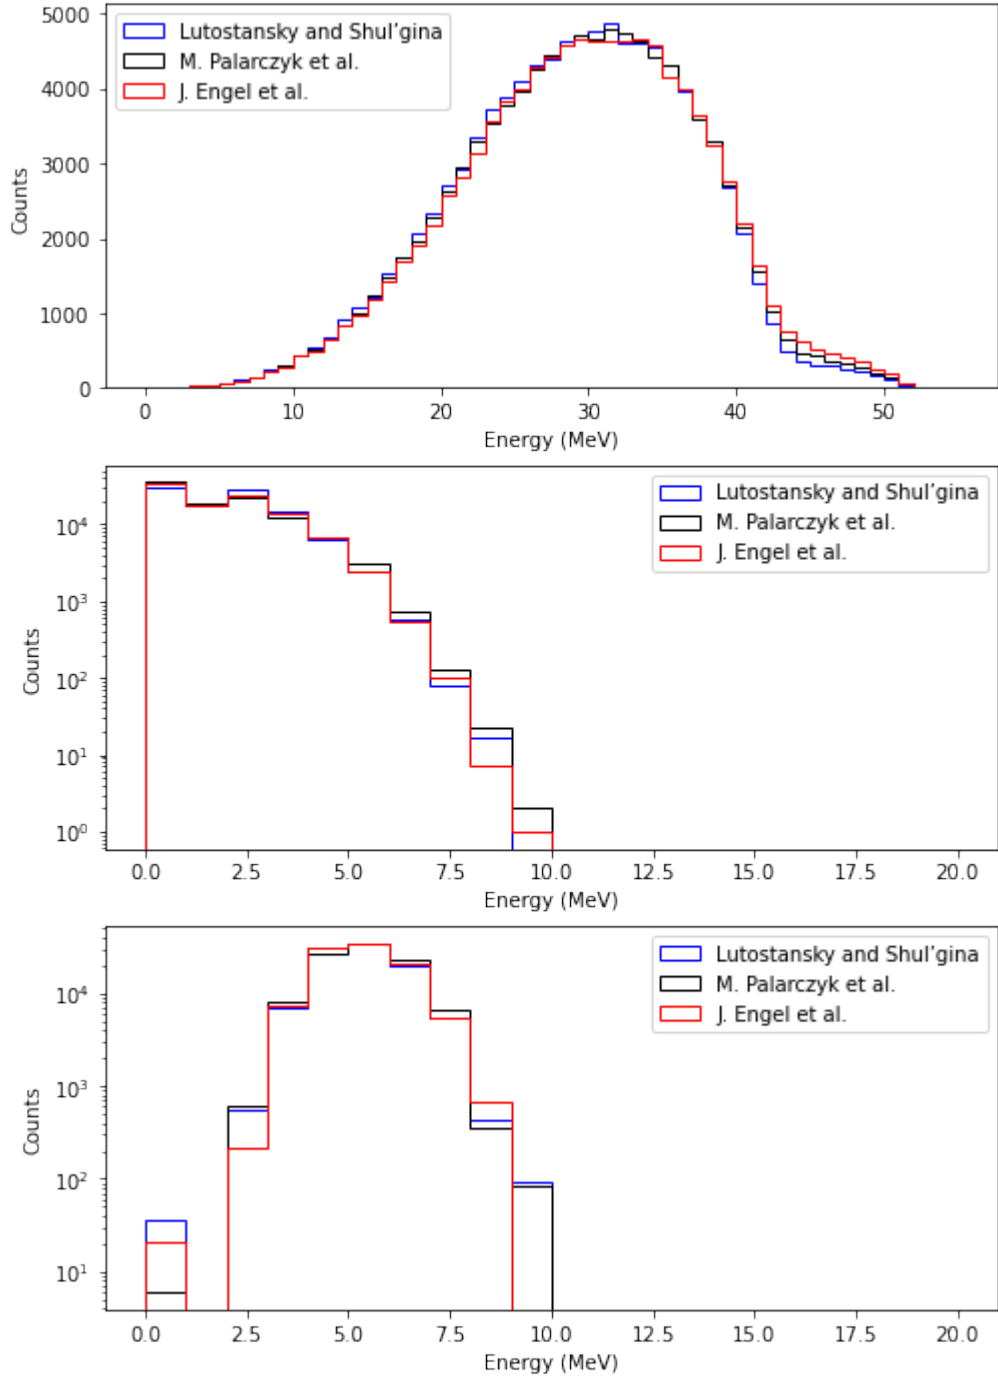 5000
4000
3000
2000
1000
0
Counts
Lutostansky and Shul’gina
M. Palarczyk et al.
J. Engel et al.
0 10 20 30 40 50
Energy (MeV)
10⁴
10³
10²
10¹
10⁰
Counts
Lutostansky and Shul’gina
M. Palarczyk et al.
J. Engel et al.
0.0 2.5 5.0 7.5 10.0 12.5 15.0 17.5 20.0
Energy (MeV)
10⁴
10³
10²
10¹
Counts
Lutostansky and Shul’gina
M. Palarczyk et al.
J. Engel et al.
0.0 2.5 5.0 7.5 10.0 12.5 15.0 17.5 20.0
Energy (MeV)